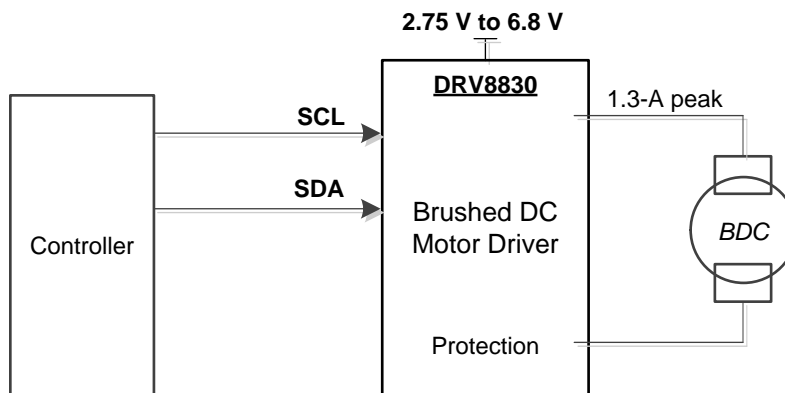 2.75 V to 6.8 V
DRV8830
1.3-A peak
SCL
SDA
Controller
Brushed DC
Motor Driver
BDC
Protection